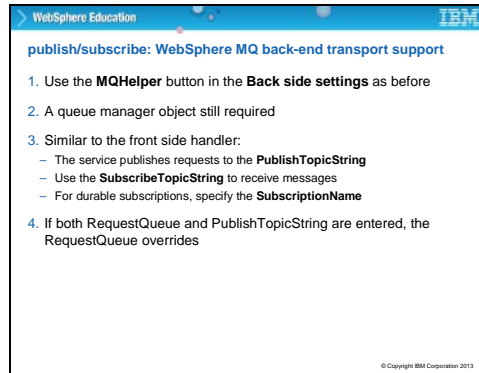 WebSphere Education
IBM
publish/subscribe: WebSphere MQ back-end transport support
1. Use the MQHelper button in the Back side settings as before
2. A queue manager object still required
3. Similar to the front side handler:
– The service publishes requests to the PublishTopicString
– Use the SubscribeTopicString to receive messages
– For durable subscriptions, specify the SubscriptionName
4. If both RequestQueue and PublishTopicString are entered, the
RequestQueue overrides
© Copyright IBM Corporation 2013